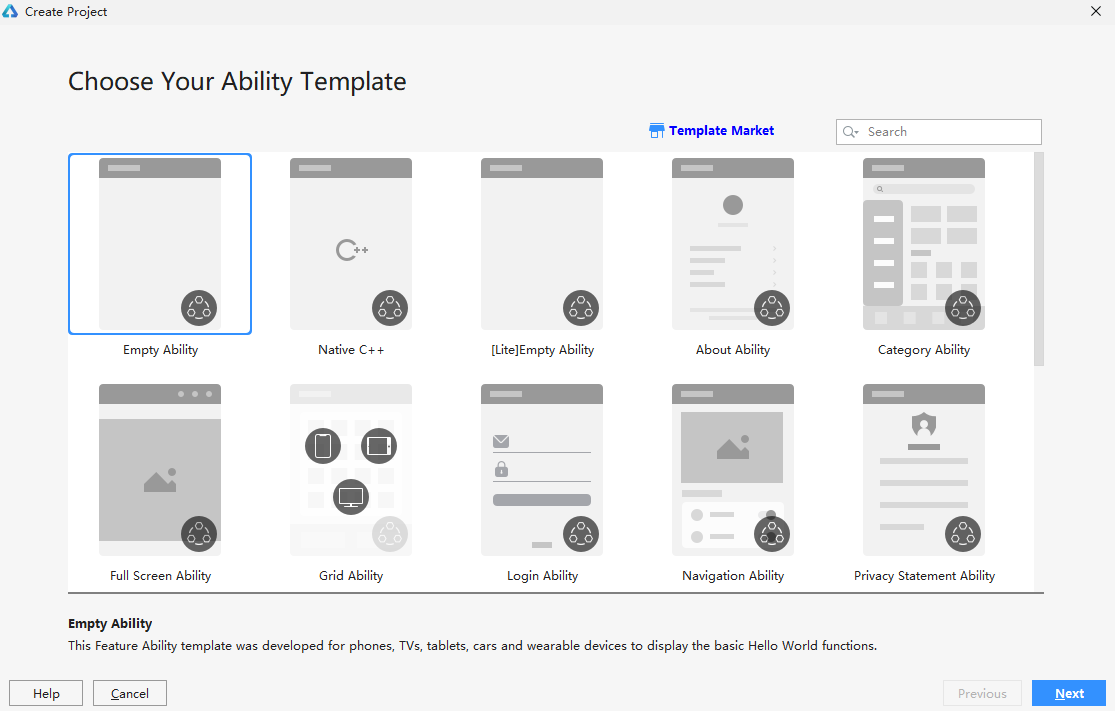 Create Project
Choose Your Ability Template
Template Market
Search
C++
Empty Ability
Native C++
[Lite]Empty Ability
About Ability
Category Ability
Full Screen Ability
Grid Ability
Login Ability
Navigation Ability
Privacy Statement Ability
Empty Ability
This Feature Ability template was developed for phones, TVs, tablets, cars and wearable devices to display the basic Hello World functions.
Help
Cancel
Previous
Next